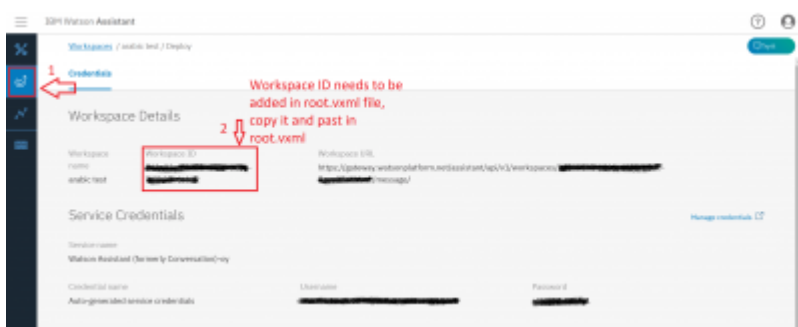 IBM Watson Assistant
Workspaces / arabic test / Deploy
Credentials
1
Workspace ID needs to be
added in root.vxml file,
copy it and past in
root.vxml
2
Workspace Details
Workspace name
Workspace ID
Workspace URL
arabic test
https://gateway.watsonplatform.net/assistant/api/v1/workspaces/
/message/
Service Credentials
Manage credentials
Service name
Watson Assistant (formerly Conversation)-oy
Credential name
Username
Password
Auto-generated service credentials